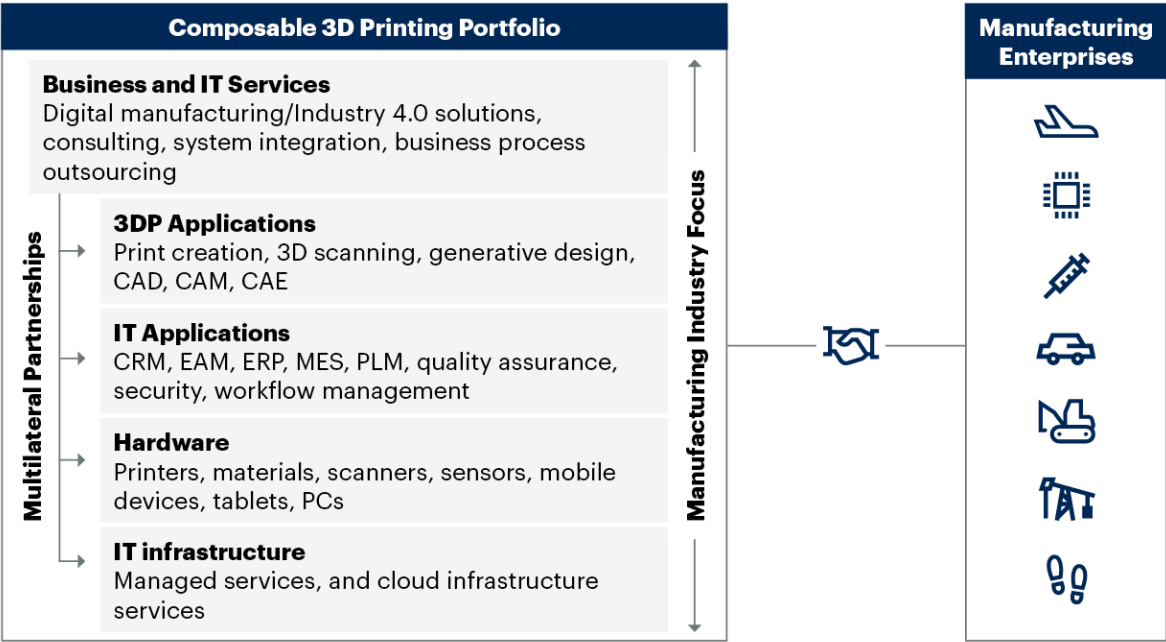 Composable 3D Printing Portfolio
Business and IT Services
Digital manufacturing/Industry 4.0 solutions,
consulting, system integration, business process
outsourcing
Multilateral Partnerships
3DP Applications
Print creation, 3D scanning, generative design,
CAD, CAM, CAE
IT Applications
CRM, EAM, ERP, MES, PLM, quality assurance,
security, workflow management
Hardware
Printers, materials, scanners, sensors, mobile
devices, tablets, PCs
IT infrastructure
Managed services, and cloud infrastructure
services
Manufacturing Industry Focus
Manufacturing
Enterprises